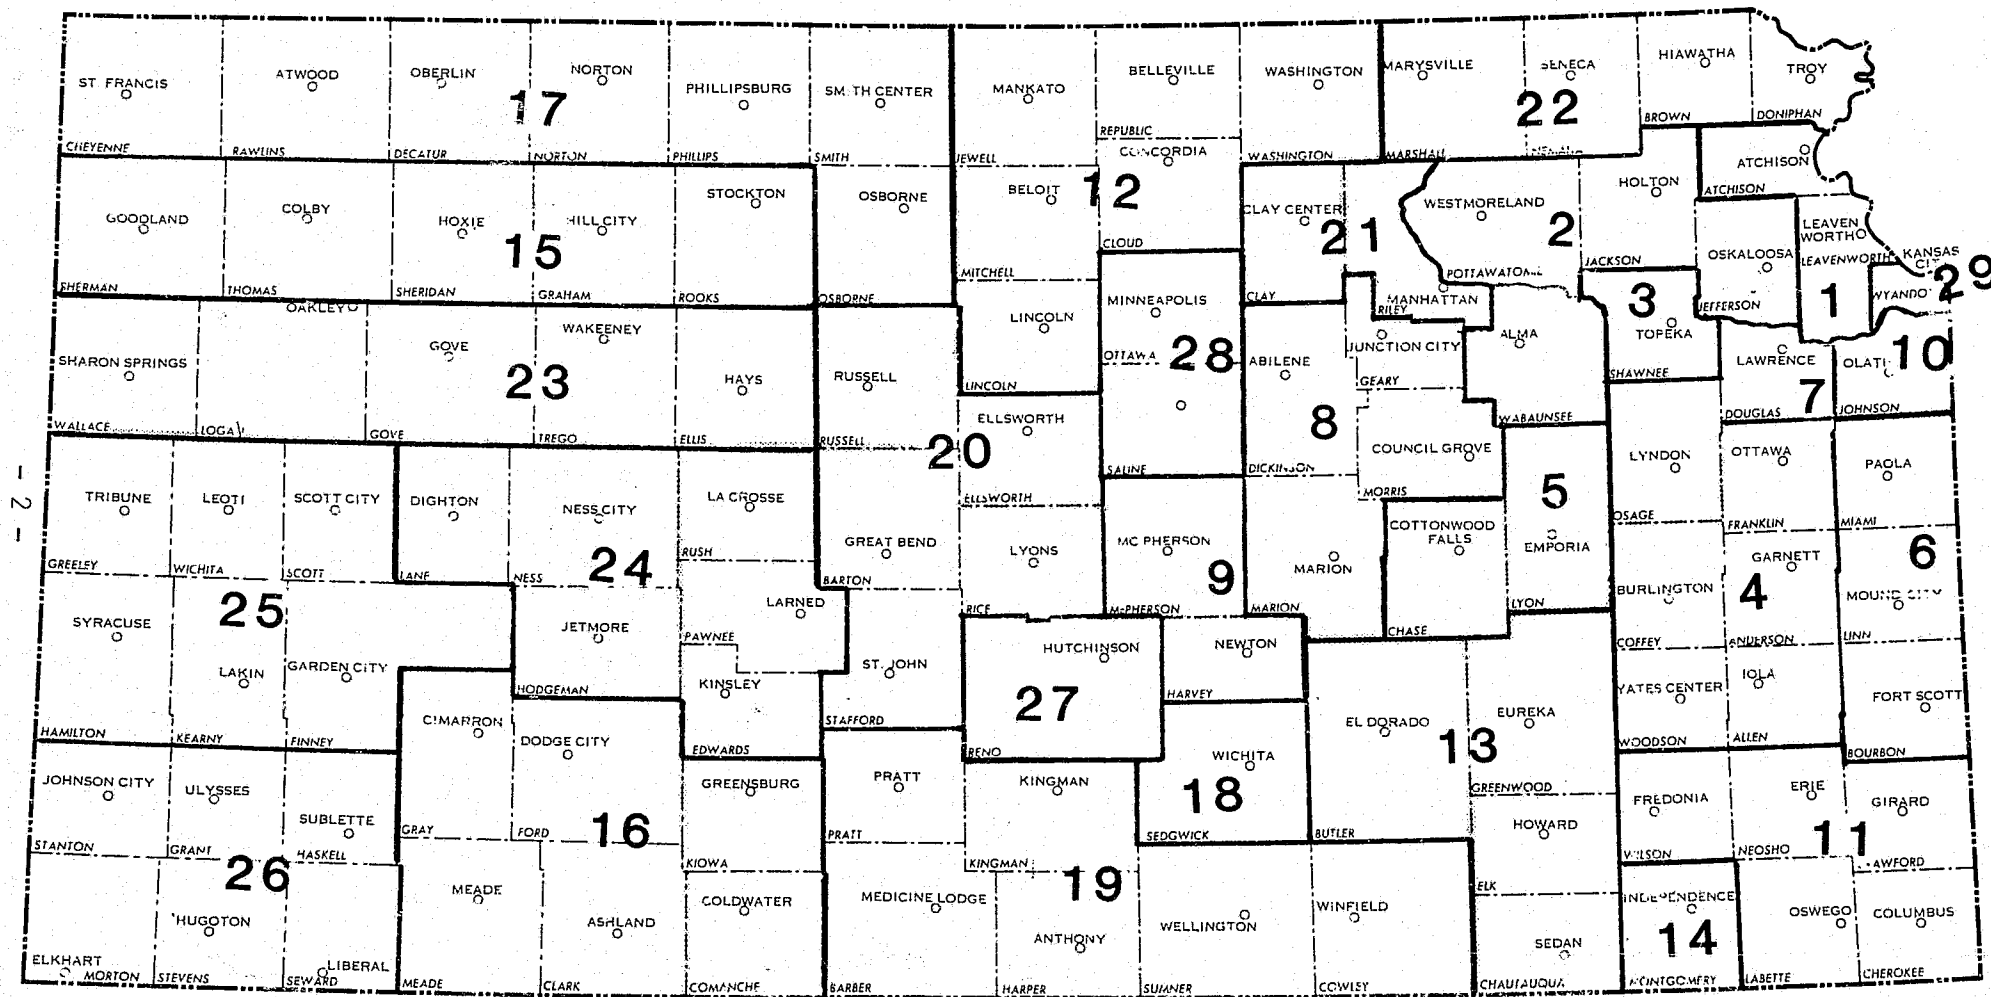 ST. FRANCIS
ATWOOD
OBERLIN
NORTON
PHILLIPSBURG
SM TH CENTER
MANKATO
BELLEVILLE
WASHINGTON
MARYSVILLE
SENECA
HIAWATHA
TROY
17
22
CHEYENNE
RAWLINS
DECATUR
NORTON
PHILLIPS
SMITH
JEWELL
REPUBLIC
WASHINGTON
MARSHALL
BROWN
DONIPHAN
GOODLAND
COLBY
HOXIE
HILL CITY
STOCKTON
OSBORNE
BELOIT
CONCORDIA
CLAY CENTER
WESTMORELAND
HOLTON
ATCHISON
ATCHISON
15
12
21
2
SHERMAN
THOMAS
SHERIDAN
GRAHAM
ROOKS
OSBORNE
MITCHELL
CLOUD
CLAY
POTTAWATOM
JACKSON
OSKALOOSA
JEFFERSON
LEAVEN
WORTH
LEAVENWORTH
KANSAS
CIT
29
WYANDO
1
3
MANHATTAN
RILEY
OAKLEY
SHARON SPRINGS
GOVE
WAKEENEY
HAYS
RUSSELL
LINCOLN
MINNEAPOLIS
ABILENE
JUNCTION CITY
ALMA
TOPEKA
LAWRENCE
OLAT
23
28
8
7
10
WALLACE
LOGA
GOVE
TREGO
ELLIS
RUSSELL
LINCOLN
OTTAWA
GEARY
SHAWNEE
DOUGLAS
JOHNSON
20
ELLSWORTH
ELLSWORTH
SALINE
DICKINSON
COUNCIL GROVE
MORRIS
WABAUNSEE
LYNDON
OTTAWA
PAOLA
- 2 -
TRIBUNE
LEOTI
SCOTT CITY
DIGHTON
NESS CITY
LA CROSSE
GREAT BEND
LYONS
MC PHERSON
MARION
COTTONWOOD
FALLS
EMPORIA
5
OSAGE
FRANKLIN
MIAMI
GREELEY
WICHITA
SCOTT
LANE
NESS
RUSH
BARTON
RICE
McPHERSON
MARION
CHASE
LYON
24
9
4
6
25
BURLINGTON
GARNETT
MOUND CITY
COFFEY
ANDERSON
LINN
SYRACUSE
LAKIN
GARDEN CITY
JETMORE
LARNED
PAWNEE
KINSLEY
ST. JOHN
HUTCHINSON
NEWTON
EL DORADO
EUREKA
YATES CENTER
IOLA
FORT SCOTT
HAMILTON
KEARNY
FINNEY
HODGEMAN
EDWARDS
STAFFORD
RENO
HARVEY
WOODSON
ALLEN
BOURBON
27
13
CIMARRON
DODGE CITY
JOHNSON CITY
ULYSSES
SUBLETTE
GREENSBURG
PRATT
KINGMAN
WICHITA
GREENWOOD
FREDONIA
ERIE
GIRARD
18
16
11
STANTON
GRANT
HASKELL
GRAY
FORD
KIOWA
PRATT
KINGMAN
SEDGWICK
BUTLER
HOWARD
ELK
WILSON
NEOSHO
AWFORD
26
19
14
HUGOTON
MEADE
ASHLAND
COLDWATER
MEDICINE LODGE
ANTHONY
WELLINGTON
WINFIELD
SEDAN
INDEPENDENCE
OSWEGO
COLUMBUS
ELKHART
LIBERAL
MORTON
STEVENS
SEWARD
MEADE
CLARK
COMANCHE
BARBER
HARPER
SUMNER
COWLEY
CHAUTAUQUA
MONTGOMERY
LABETTE
CHEROKEE